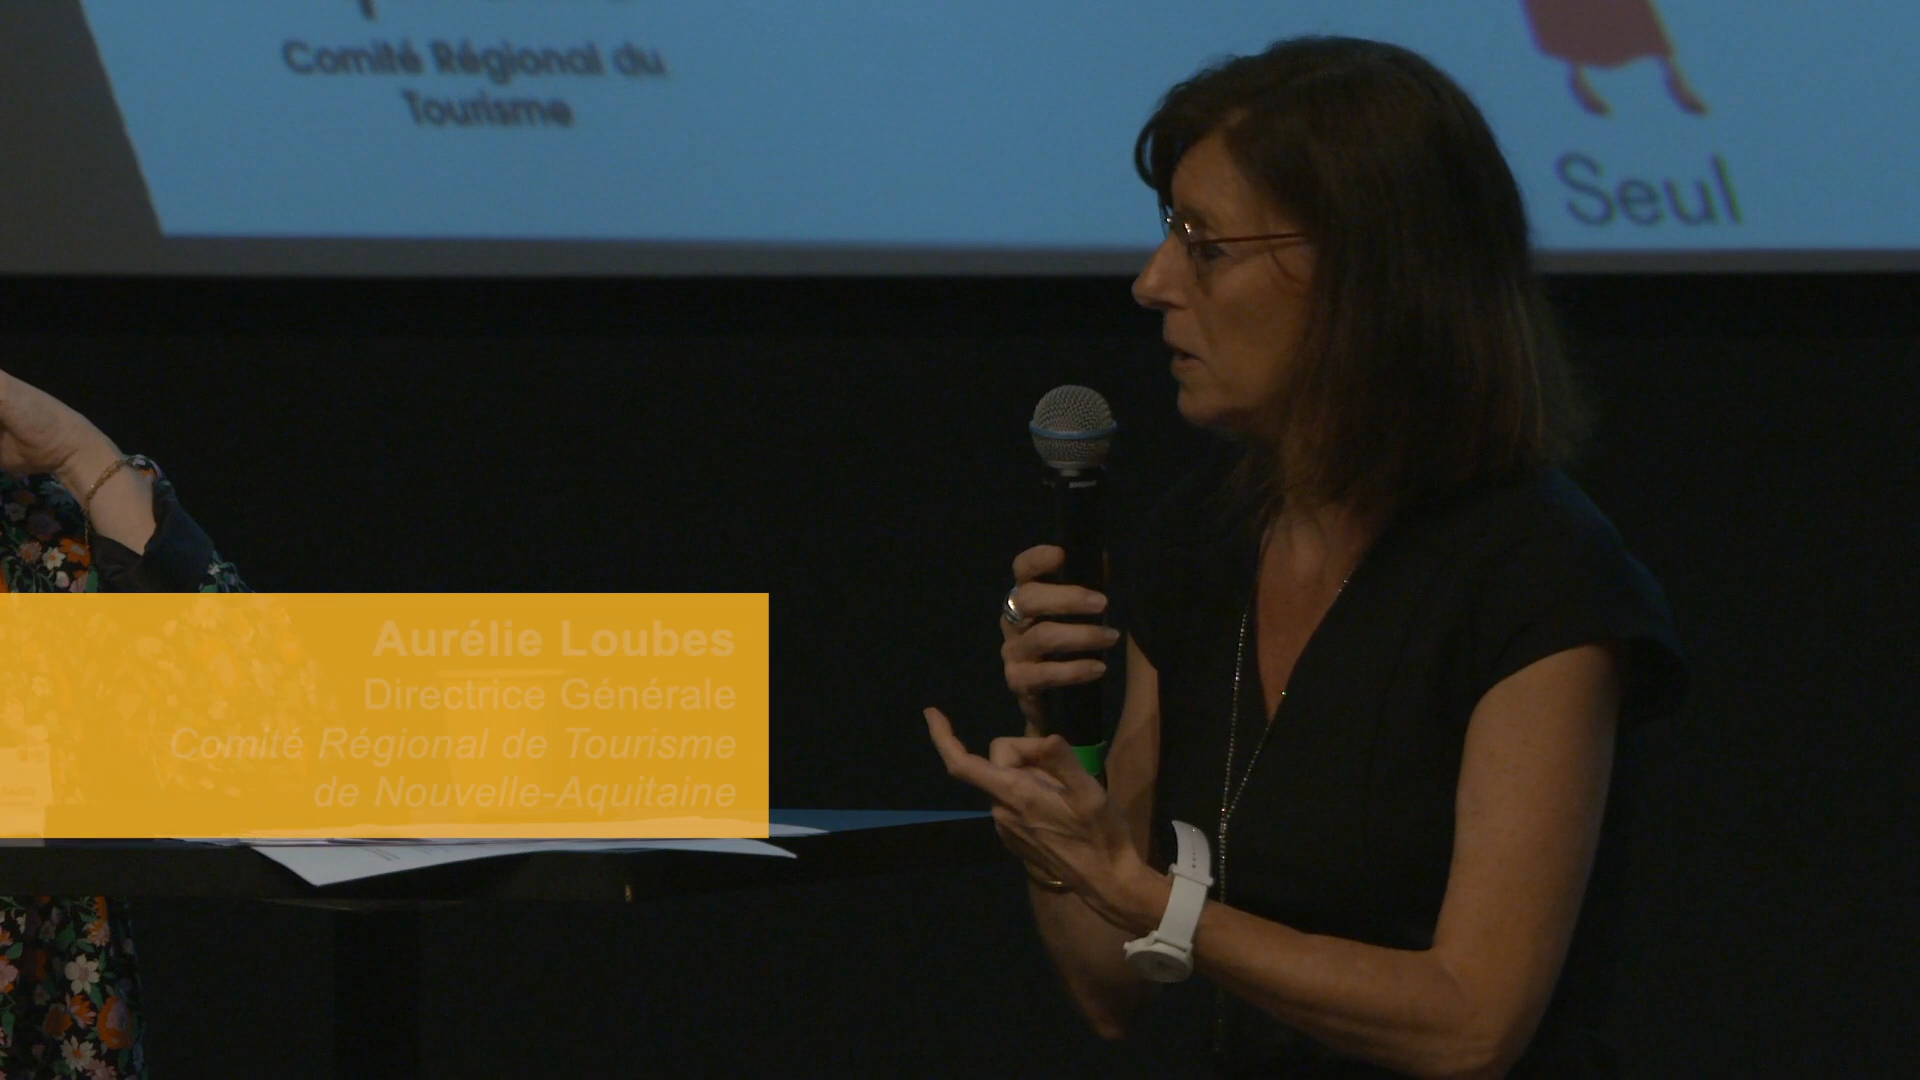 Comité Régional du
Tourisme
Seul
Aurélie Loubes
Directrice Générale
Comité Régional de Tourisme
de Nouvelle-Aquitaine